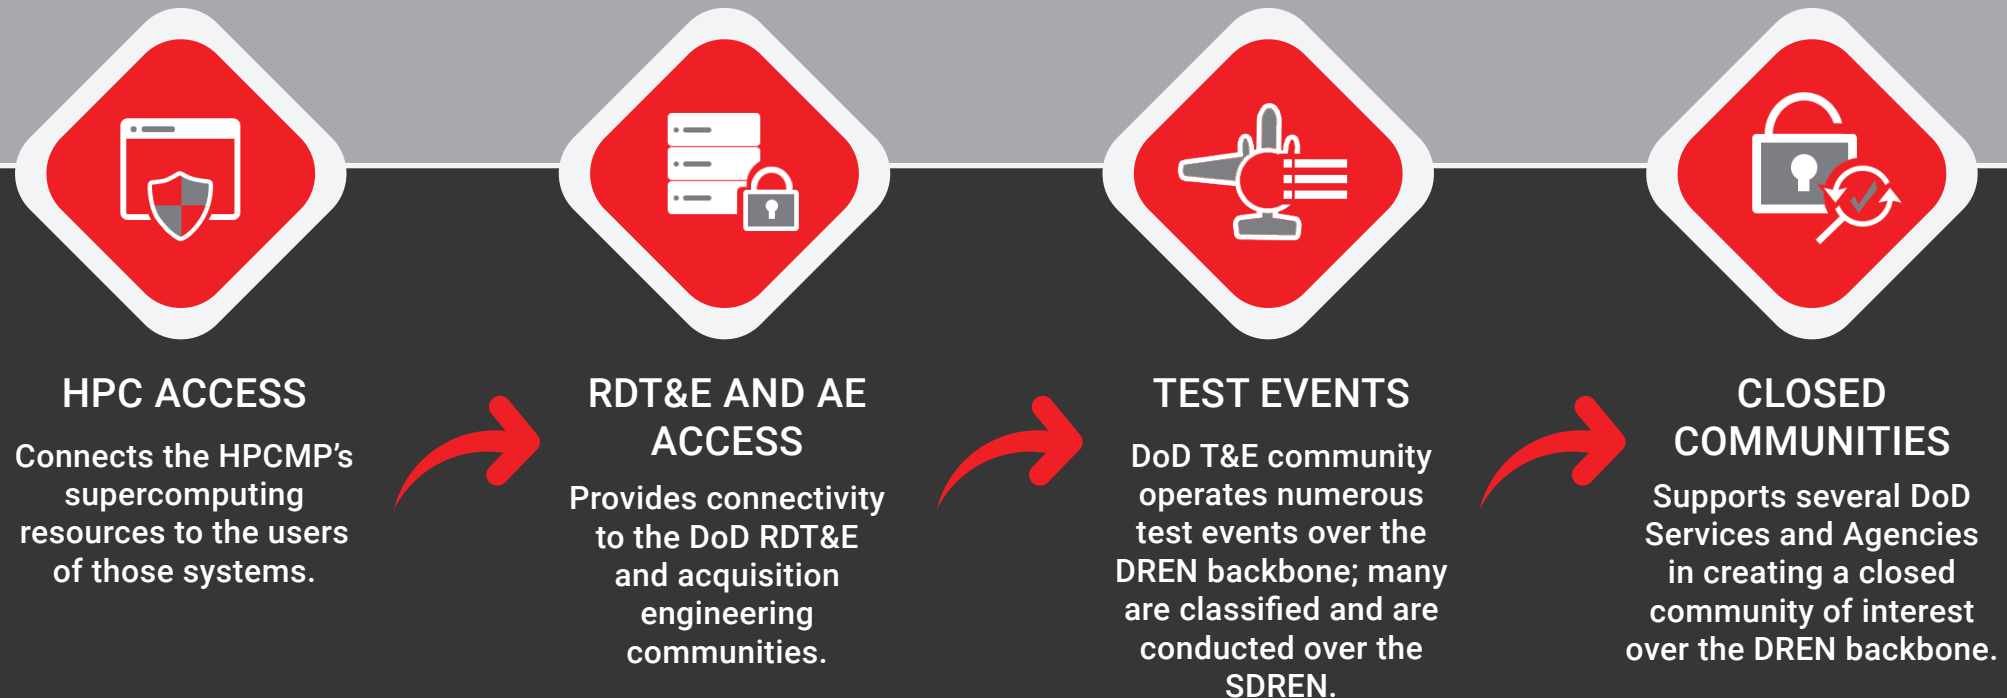 HPC ACCESS
Connects the HPCMP’s
supercomputing
resources to the users
of those systems.
RDT&E AND AE
ACCESS
Provides connectivity
to the DoD RDT&E
and acquisition
engineering
communities.
TEST EVENTS
DoD T&E community
operates numerous
test events over the
DREN backbone; many
are classified and are
conducted over the
SDREN.
CLOSED
COMMUNITIES
Supports several DoD
Services and Agencies
in creating a closed
community of interest
over the DREN backbone.